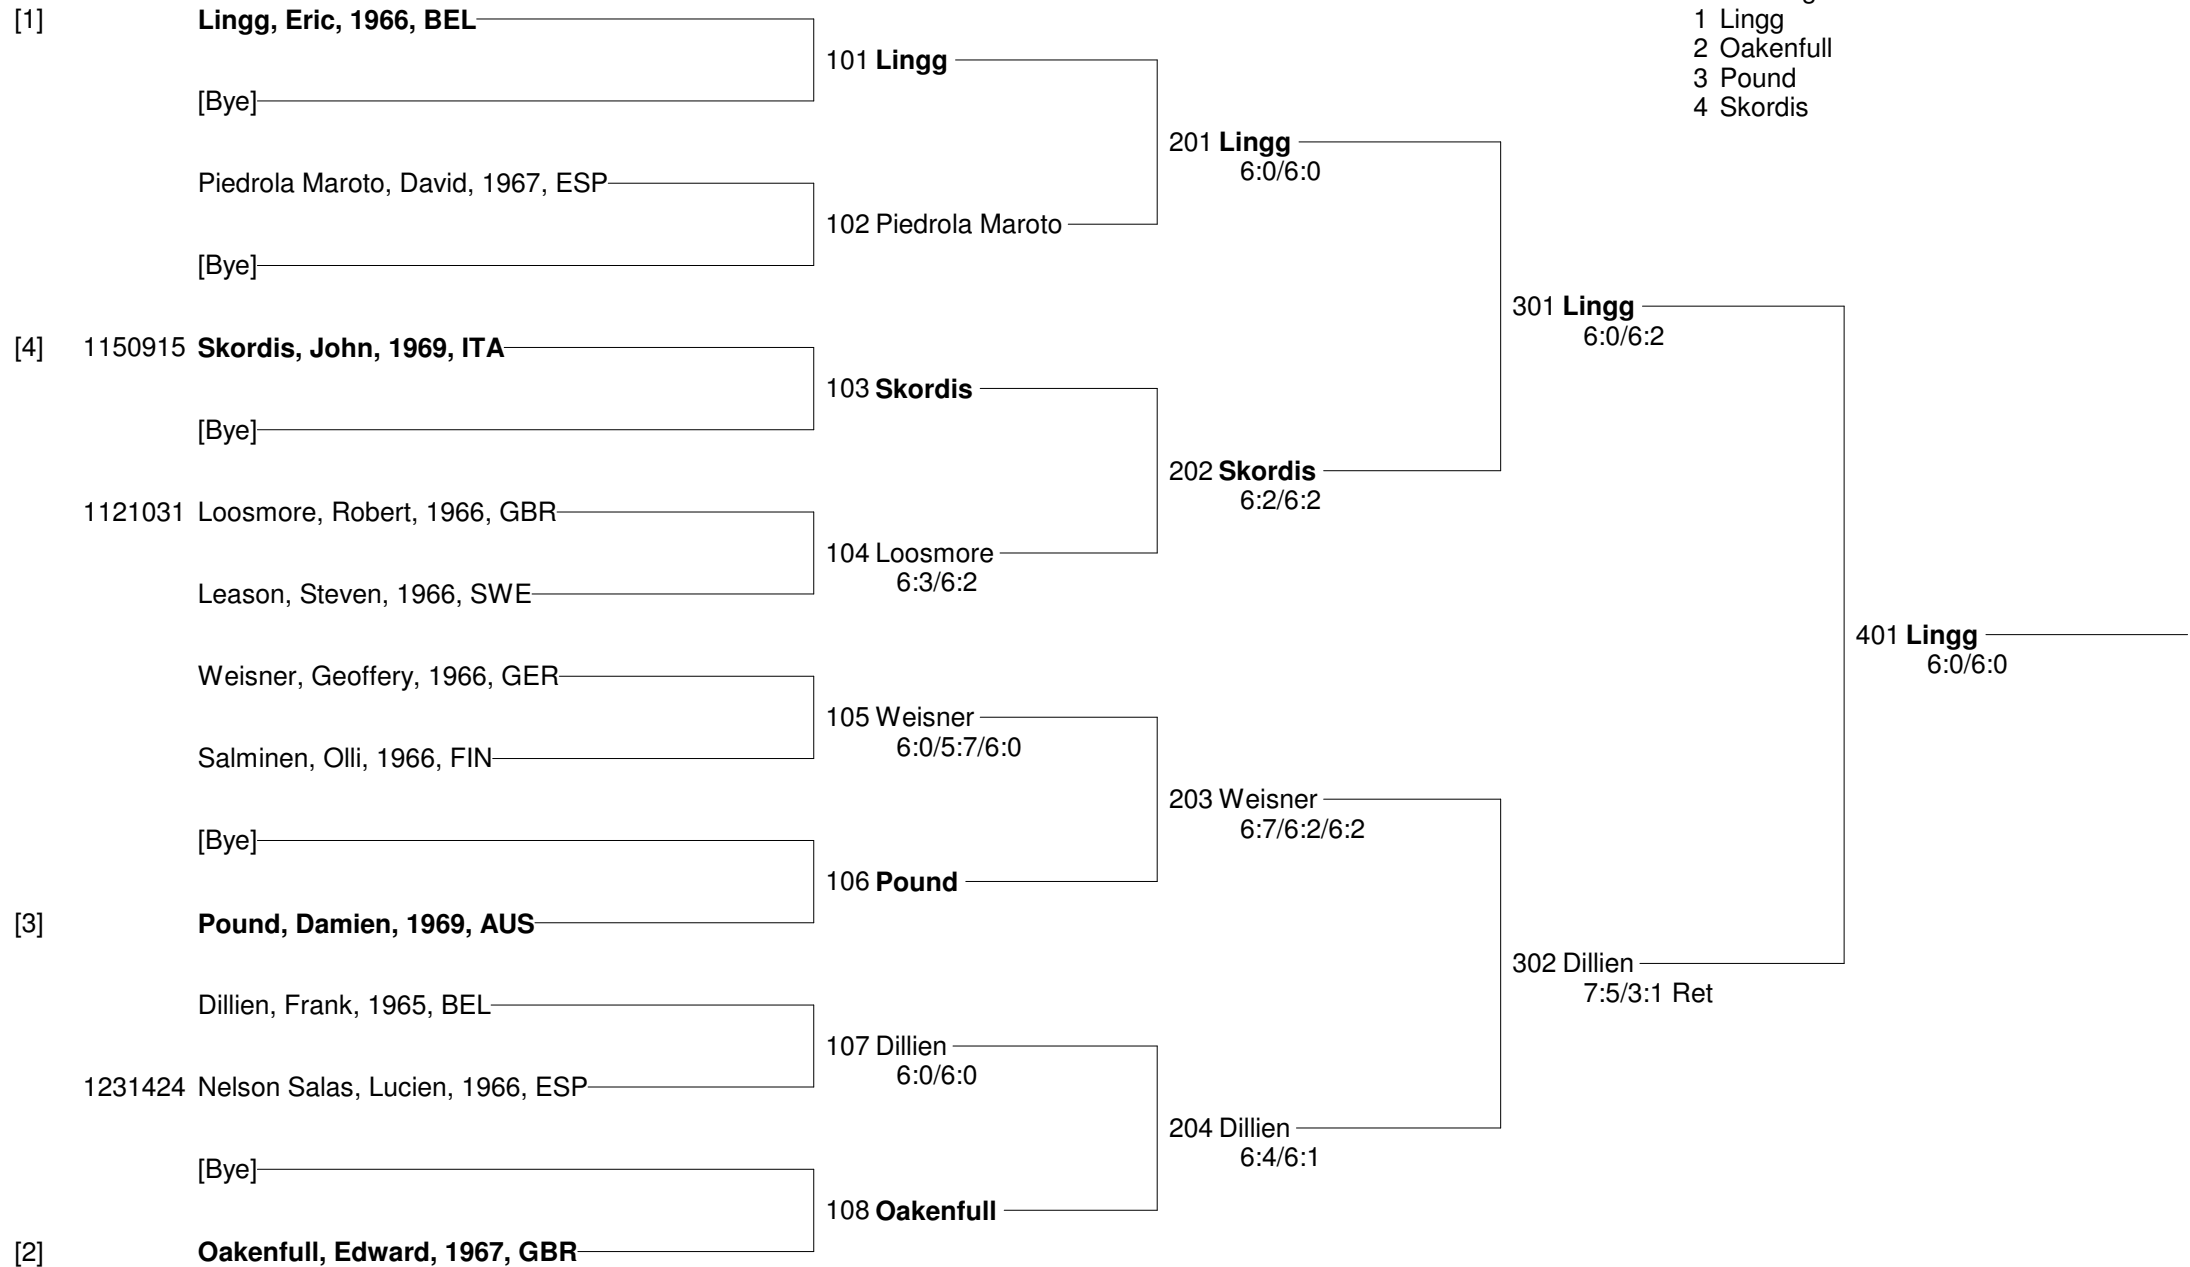 [1] Lingg, Eric, 1966, BEL
[Bye]
101 Lingg
Piedrola Maroto, David, 1967, ESP
[Bye]
102 Piedrola Maroto
201 Lingg
6:0/6:0
[4] 1150915 Skordis, John, 1969, ITA
[Bye]
103 Skordis
1121031 Loosmore, Robert, 1966, GBR
Leason, Steven, 1966, SWE
104 Loosmore
6:3/6:2
202 Skordis
6:2/6:2
301 Lingg
6:0/6:2
Weisner, Geoffery, 1966, GER
Salminen, Olli, 1966, FIN
105 Weisner
6:0/5:7/6:0
[Bye]
[3] Pound, Damien, 1969, AUS
106 Pound
203 Weisner
6:7/6:2/6:2
Dillien, Frank, 1965, BEL
1231424 Nelson Salas, Lucien, 1966, ESP
107 Dillien
6:0/6:0
[Bye]
[2] Oakenfull, Edward, 1967, GBR
108 Oakenfull
204 Dillien
6:4/6:1
302 Dillien
7:5/3:1 Ret
401 Lingg
6:0/6:0
1 Lingg
2 Oakenfull
3 Pound
4 Skordis